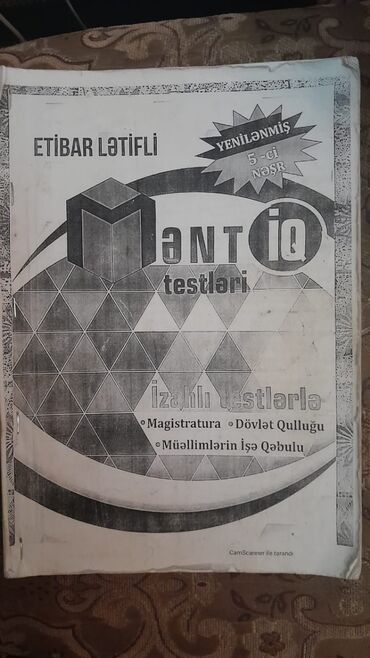 ETİBAR LƏTİFLİ
YENİLƏNMİŞ
5-ci
NƏŞR
MƏNTİQ
testləri
İzahlı testlərlə
• Magistratura • Dövlət Qulluğu
• Müəllimlərin İşə Qəbulu
CamScanner ilə tarandı